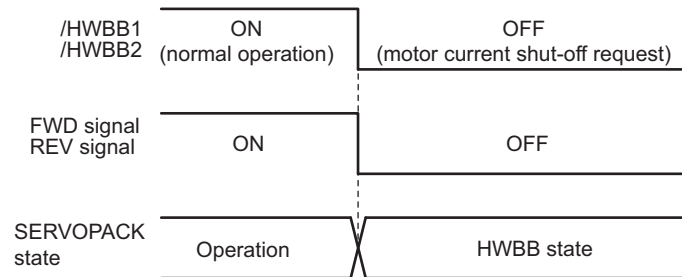 /HWBB1
/HWBB2
ON
(normal operation)
OFF
(motor current shut-off request)
FWD signal
REV signal
ON
OFF
SERVOPACK
state
Operation
HWBB state